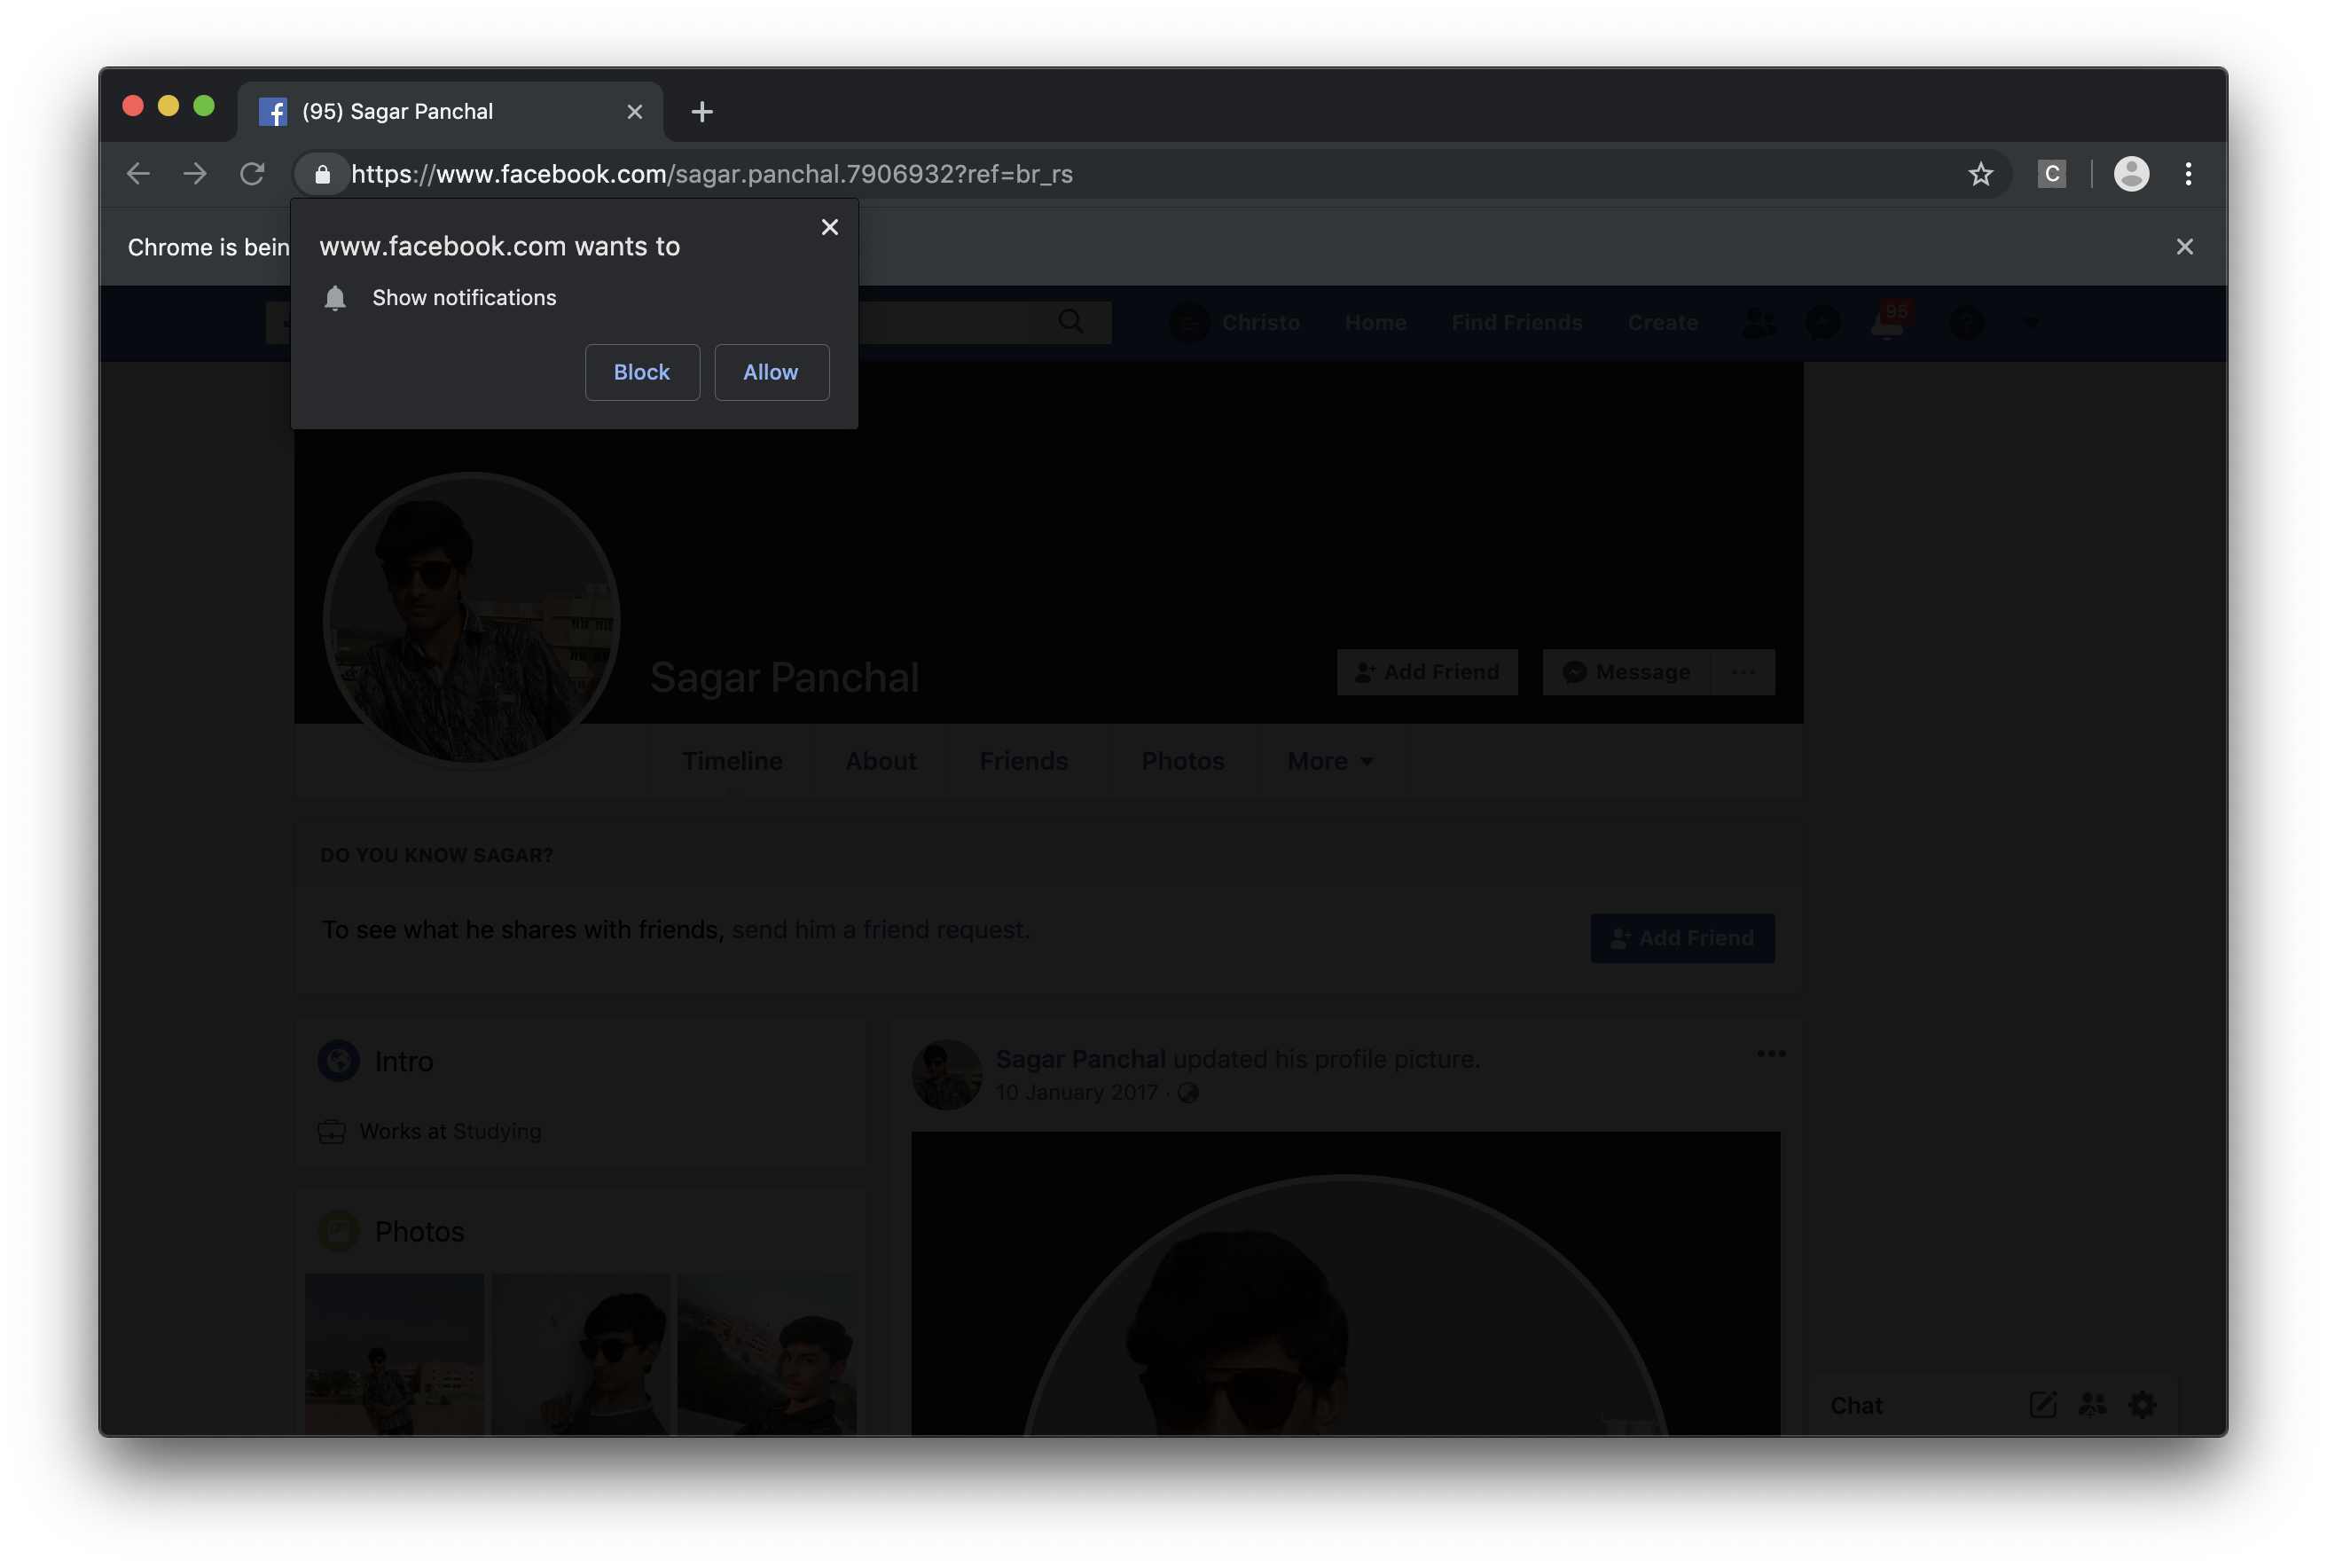 (95) Sagar Panchal
https://www.facebook.com/sagar.panchal.7906932?ref=br_rs
C
Chrome is bein
www.facebook.com wants to
Show notifications
Block
Allow
Christo
Home
Find Friends
Create
95
Sagar Panchal
Add Friend
Message
Timeline
About
Friends
Photos
More
DO YOU KNOW SAGAR?
To see what he shares with friends, send him a friend request.
Add Friend
Intro
Works at Studying
Photos
Sagar Panchal updated his profile picture.
10 January 2017 ·
Chat